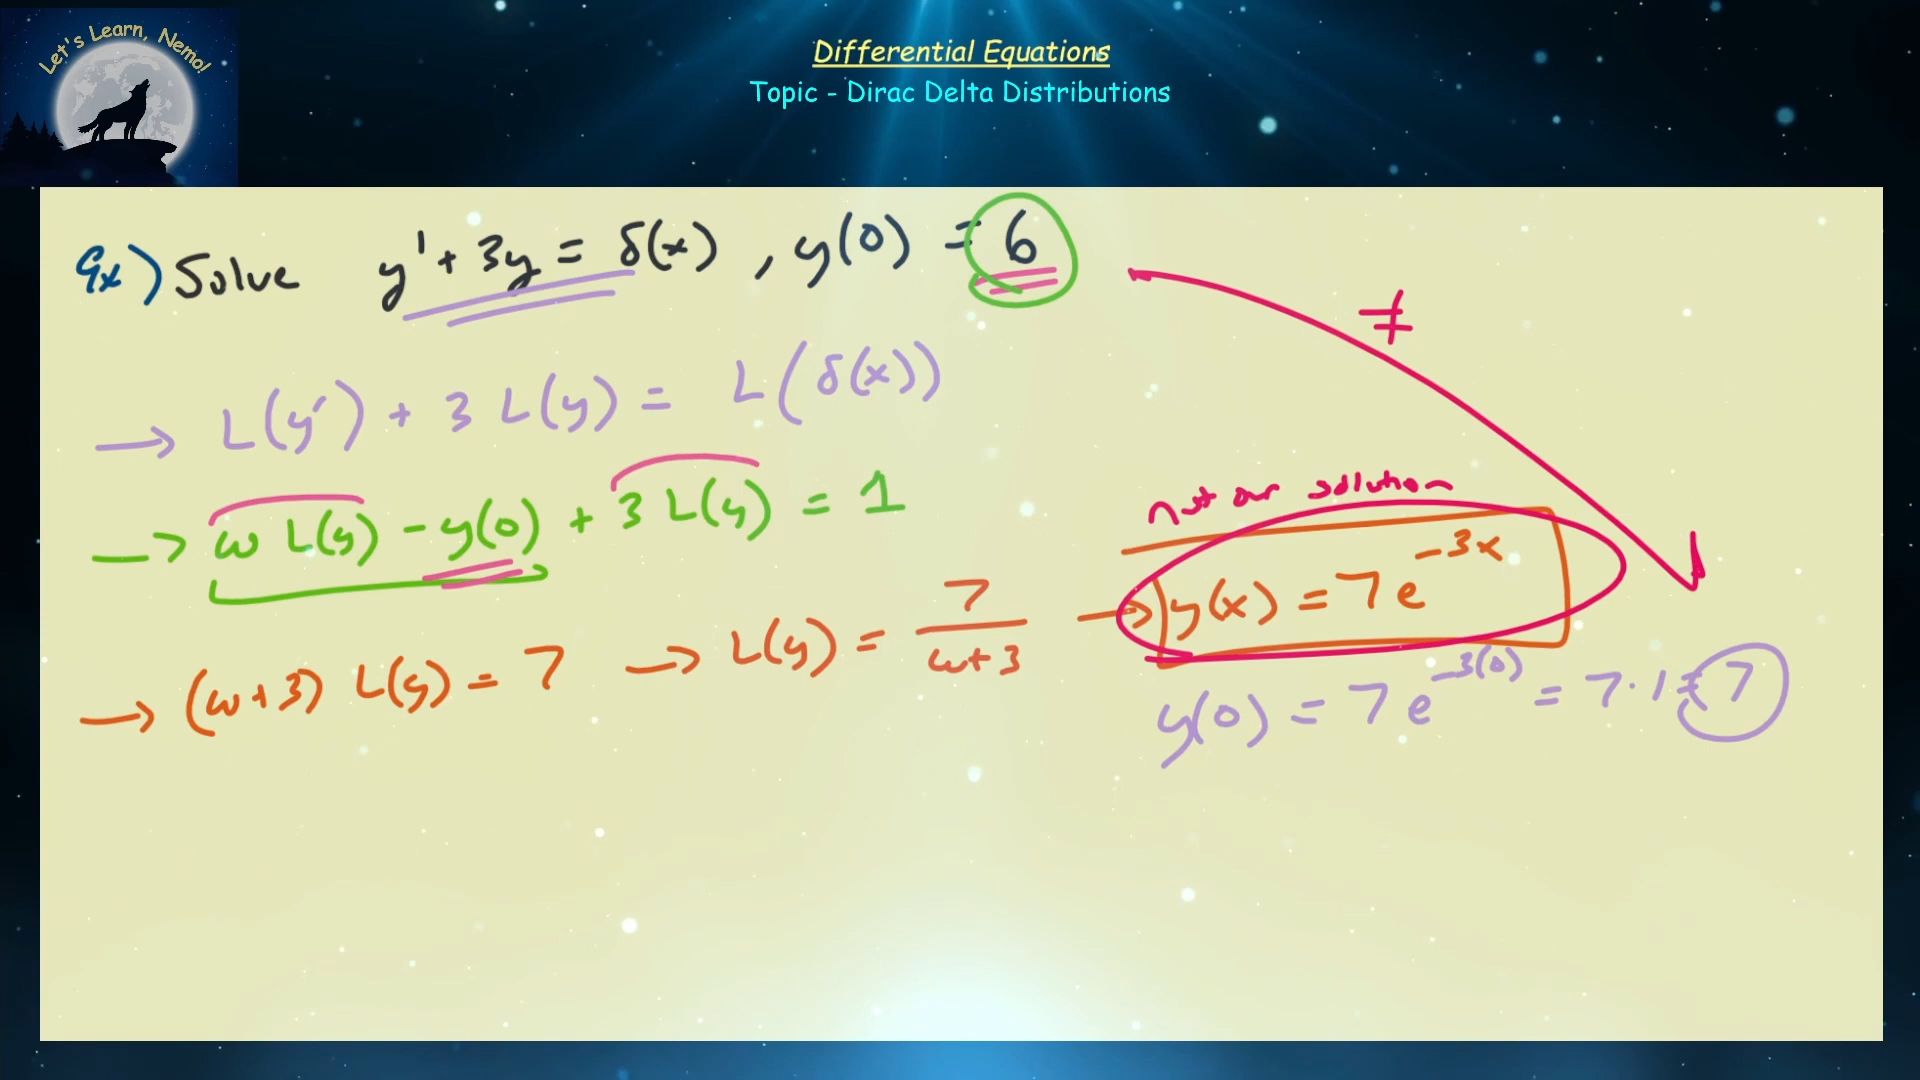 Let's Learn, Nemo!
Differential Equations
Topic - Dirac Delta Distributions
Ex) Solve y' + 3y = δ(x) , y(0) = 6
≠
→ L(y') + 3 L(y) = L(δ(x))
→ ω L(y) - y(0) + 3 L(y) = 1
not our solution
→ (ω+3) L(y) = 7 → L(y) = 7/(ω+3) → y(x) = 7e^{-3x}
y(0) = 7e^{-3(0)} = 7·1 = 7